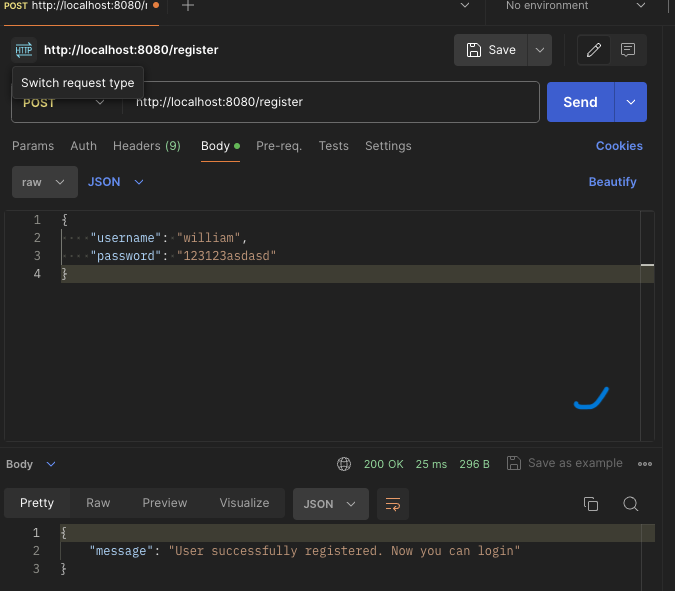 POST http://localhost:8080/r
No environment
HTTP http://localhost:8080/register
Save
Switch request type
POST http://localhost:8080/register
Send
Params Auth Headers (9) Body Pre-req. Tests Settings Cookies
raw JSON Beautify
1 {
2 "username": "william",
3 "password": "123123asdasd"
4 }
Body 200 OK 25 ms 296 B Save as example
Pretty Raw Preview Visualize JSON
1 {
2 "message": "User successfully registered. Now you can login"
3 }